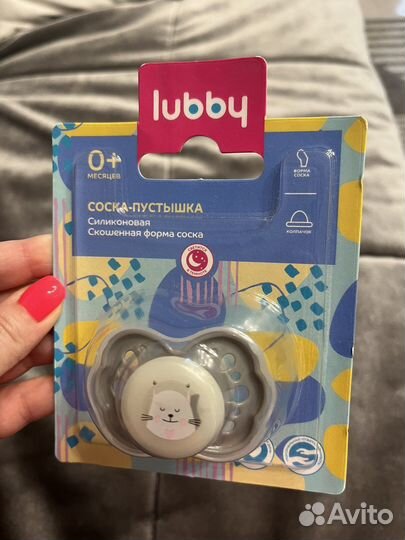 lubby
0+
МЕСЯЦЕВ
ФОРМА
СОСКА
СОСКА-ПУСТЫШКА
Силиконовая
Скошенная форма соска
КОЛПАЧОК
Avito